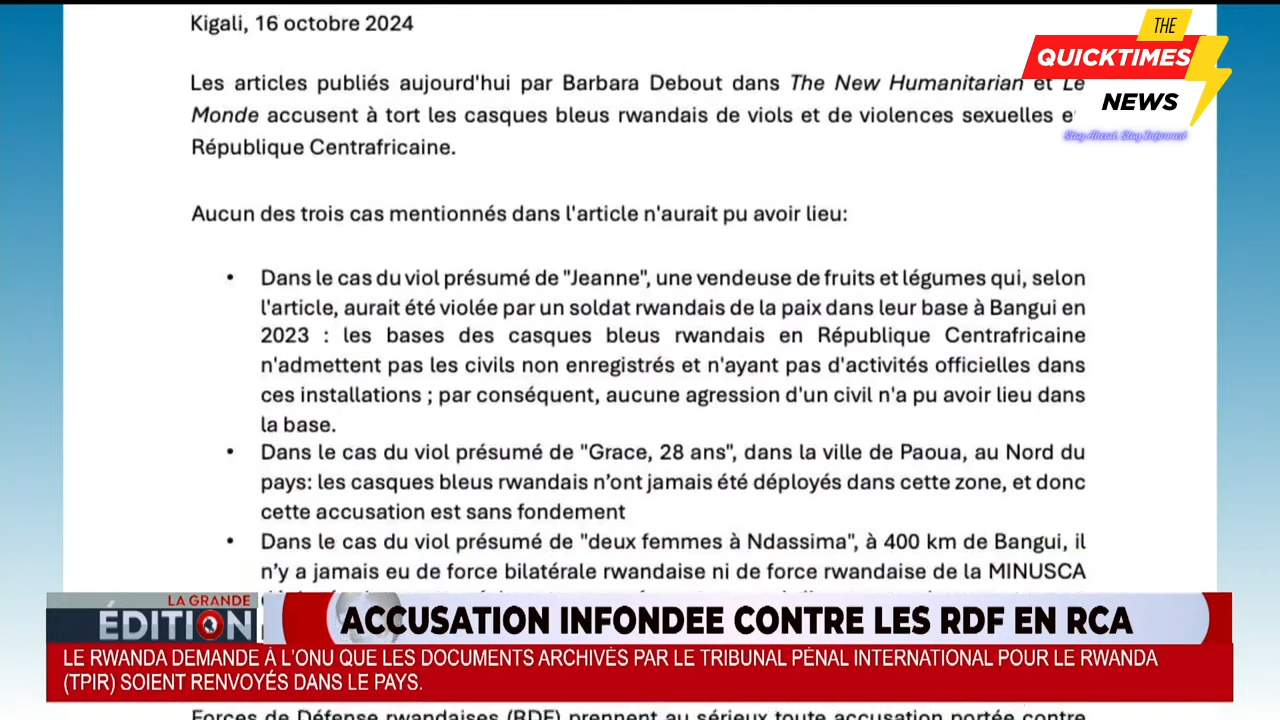 Kigali, 16 octobre 2024
THE
QUICKTIMES
NEWS
Stay Ahead. Stay Informed
Les articles publiés aujourd'hui par Barbara Debout dans The New Humanitarian et Le
Monde accusent à tort les casques bleus rwandais de viols et de violences sexuelles
République Centrafricaine.
Aucun des trois cas mentionnés dans l'article n'aurait pu avoir lieu:
• Dans le cas du viol présumé de "Jeanne", une vendeuse de fruits et légumes qui, selon
l'article, aurait été violée par un soldat rwandais de la paix dans leur base à Bangui en
2023 : les bases des casques bleus rwandais en République Centrafricaine
n'admettent pas les civils non enregistrés et n'ayant pas d'activités officielles dans
ces installations ; par conséquent, aucune agression d'un civil n'a pu avoir lieu dans
la base.
• Dans le cas du viol présumé de "Grace, 28 ans", dans la ville de Paoua, au Nord du
pays: les casques bleus rwandais n’ont jamais été déployés dans cette zone, et donc
cette accusation est sans fondement
• Dans le cas du viol présumé de "deux femmes à Ndassima", à 400 km de Bangui, il
n’y a jamais eu de force bilatérale rwandaise ni de force rwandaise de la MINUSCA
LA GRANDE
ÉDITION
ACCUSATION INFONDEE CONTRE LES RDF EN RCA
LE RWANDA DEMANDE À L’ONU QUE LES DOCUMENTS ARCHIVÉS PAR LE TRIBUNAL PÉNAL INTERNATIONAL POUR LE RWANDA
(TPIR) SOIENT RENVOYÉS DANS LE PAYS.
Forces de Défense rwandaises (RDF) prennent au sérieux toute accusation portée contre